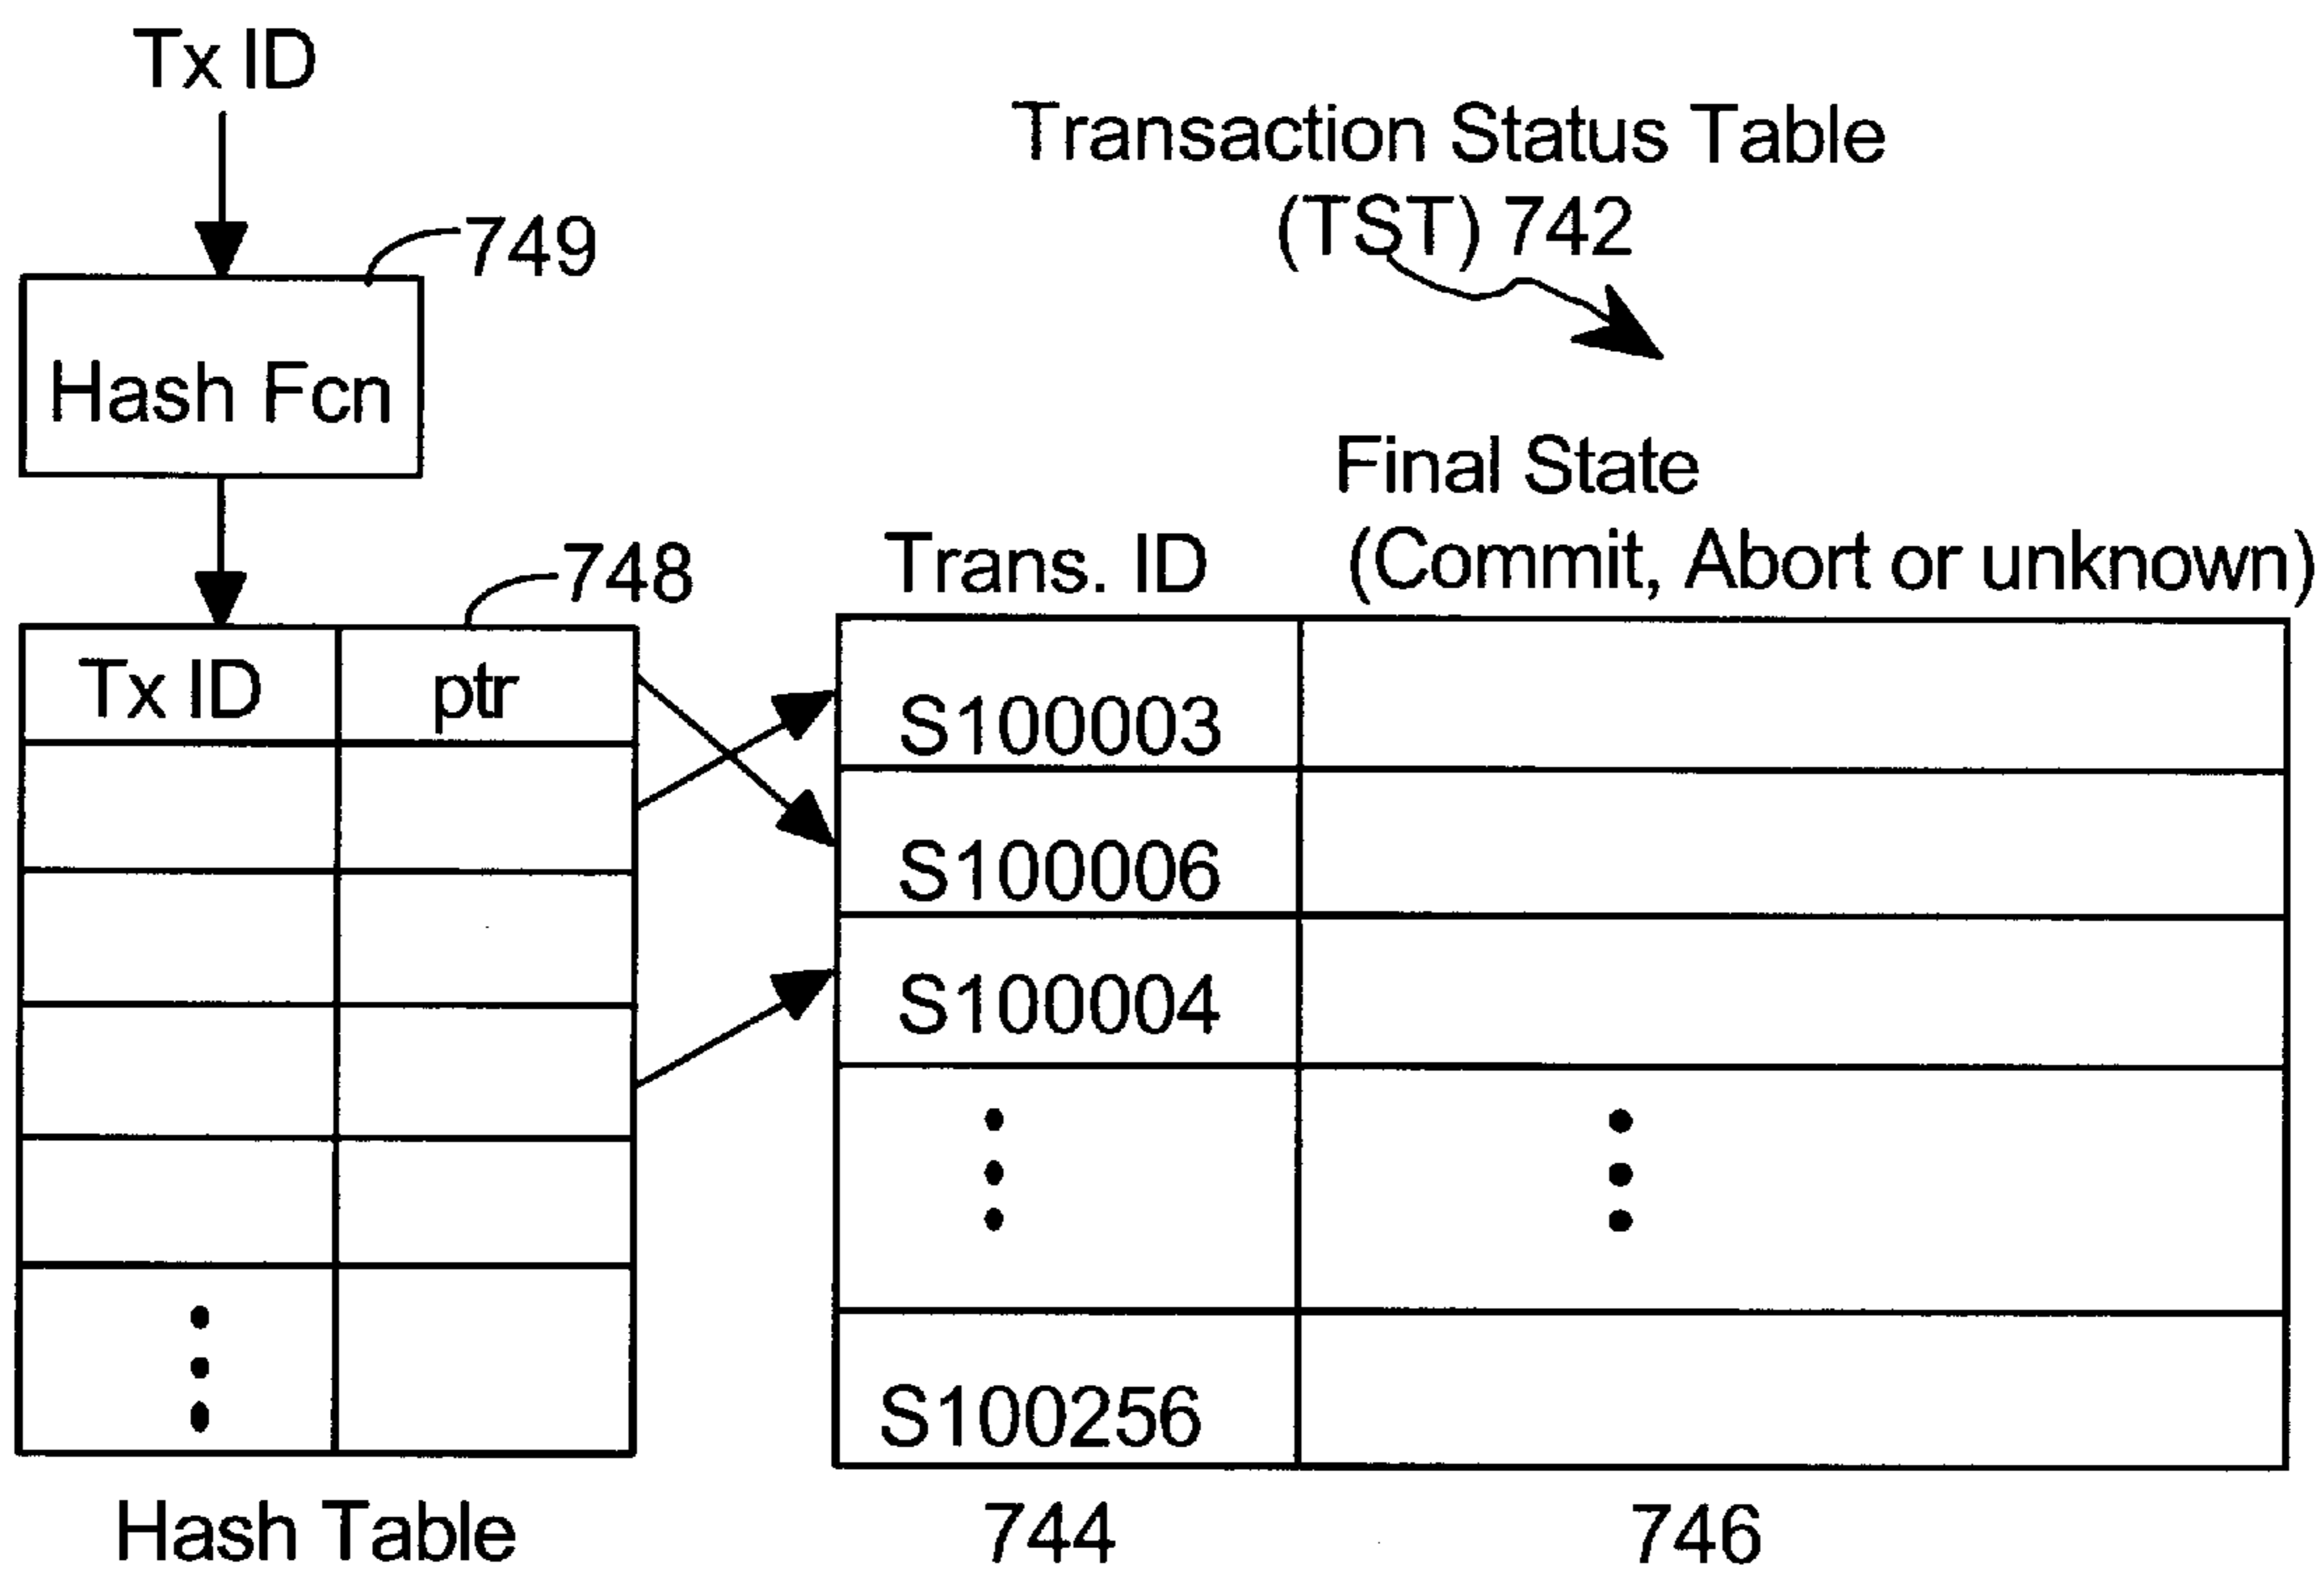 Tx ID
749
Hash Fcn
748
Tx ID ptr
Hash Table
Transaction Status Table
(TST) 742
Final State
Trans. ID (Commit, Abort or unknown)
S100003
S100006
S100004
S100256
744 746